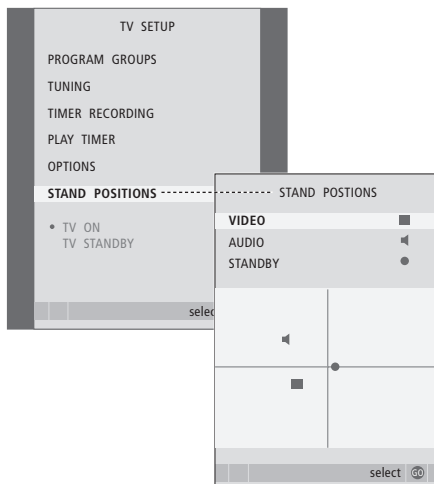 TV SETUP
PROGRAM GROUPS
TUNING
TIMER RECORDING
PLAY TIMER
OPTIONS
STAND POSITIONS
TV ON
TV STANDBY
selec
STAND POSTIONS
VIDEO
AUDIO
STANDBY
select GO